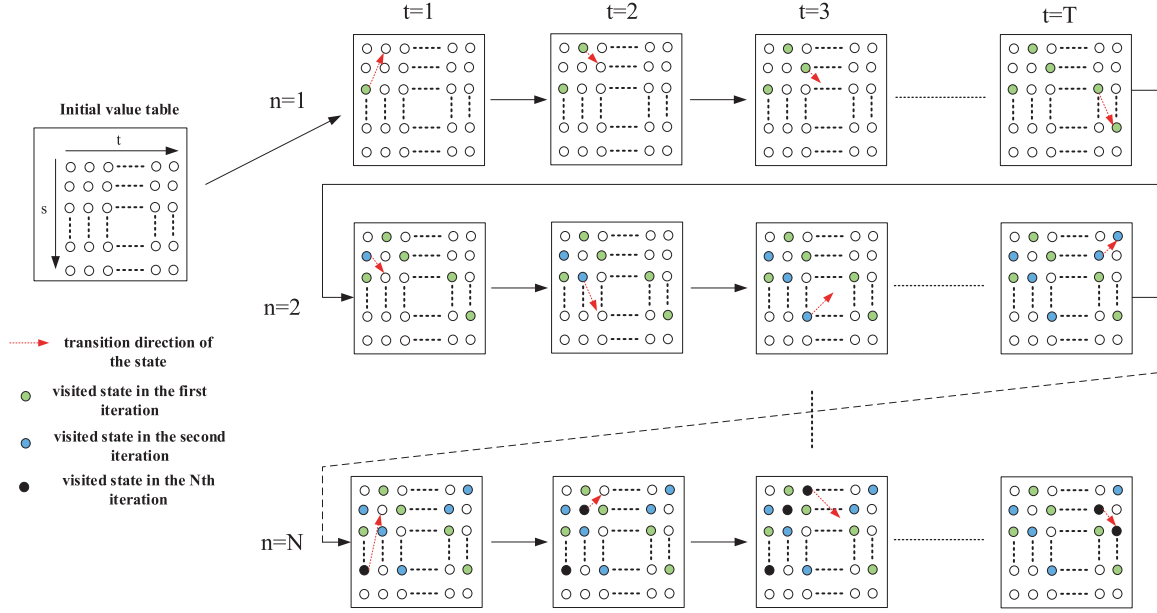 t=1
t=2
t=3
t=T
n=1
Initial value table
t
s
n=2
transition direction of
the state
visited state in the first
iteration
visited state in the second
iteration
visited state in the Nth
iteration
n=N